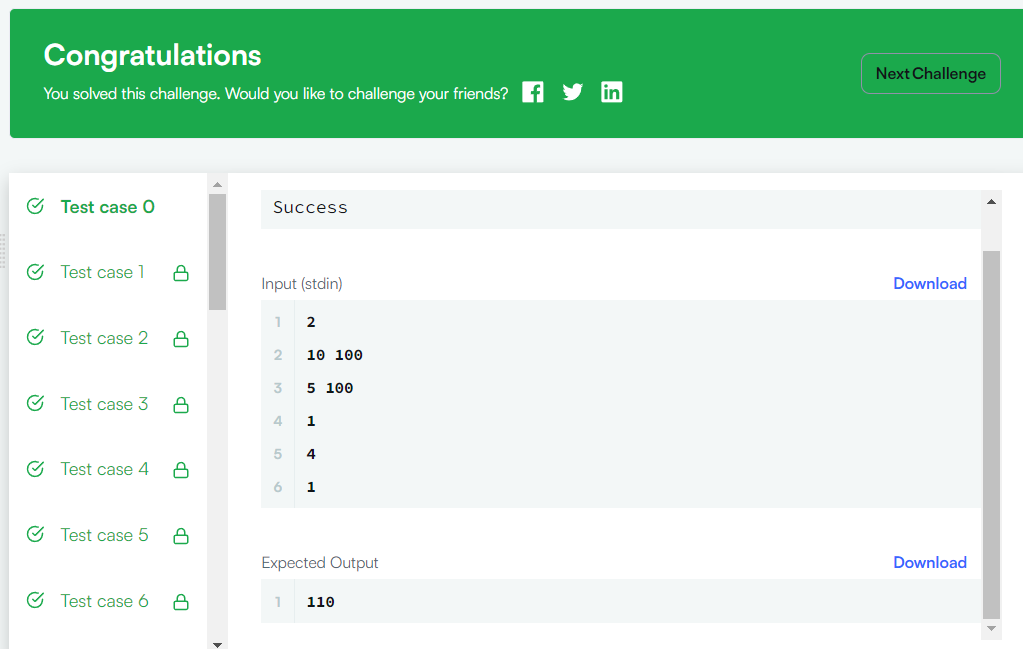 Congratulations
You solved this challenge. Would you like to challenge your friends?
Next Challenge
Test case 0
Test case 1
Test case 2
Test case 3
Test case 4
Test case 5
Test case 6
Success
Input (stdin)
Download
1 2
2 10 100
3 5 100
4 1
5 4
6 1
Expected Output
Download
1 110